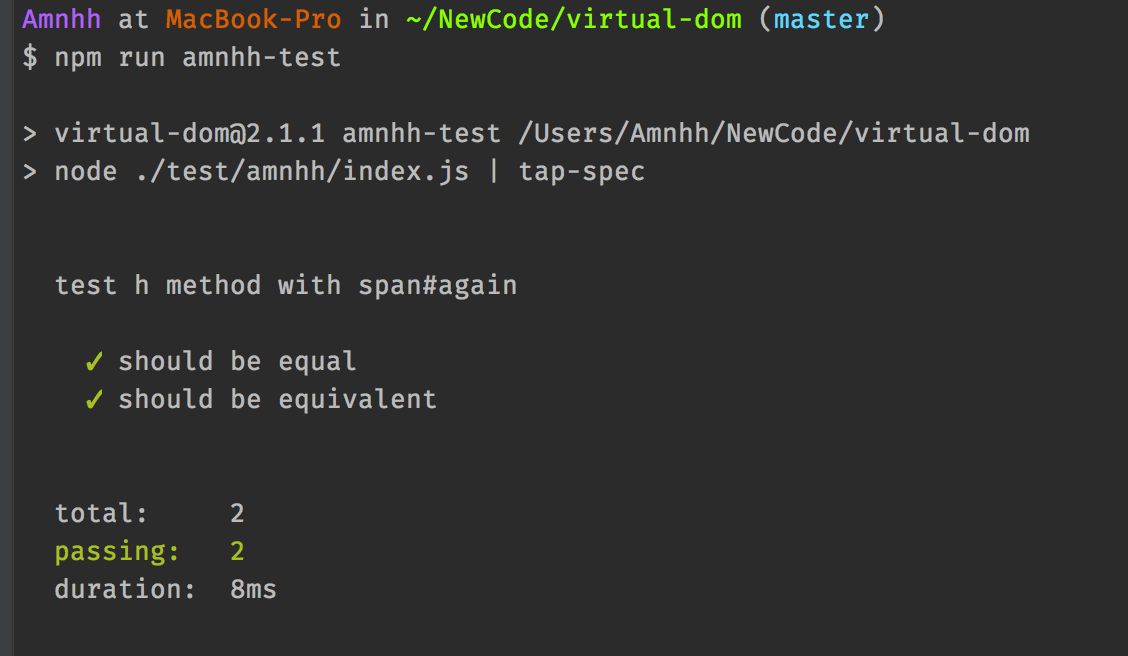 Amnhh at MacBook-Pro in ~/NewCode/virtual-dom (master)
$ npm run amnhh-test
> virtual-dom@2.1.1 amnhh-test /Users/Amnhh/NewCode/virtual-dom
> node ./test/amnhh/index.js | tap-spec
test h method with span#again
✓ should be equal
✓ should be equivalent
total: 2
passing: 2
duration: 8ms